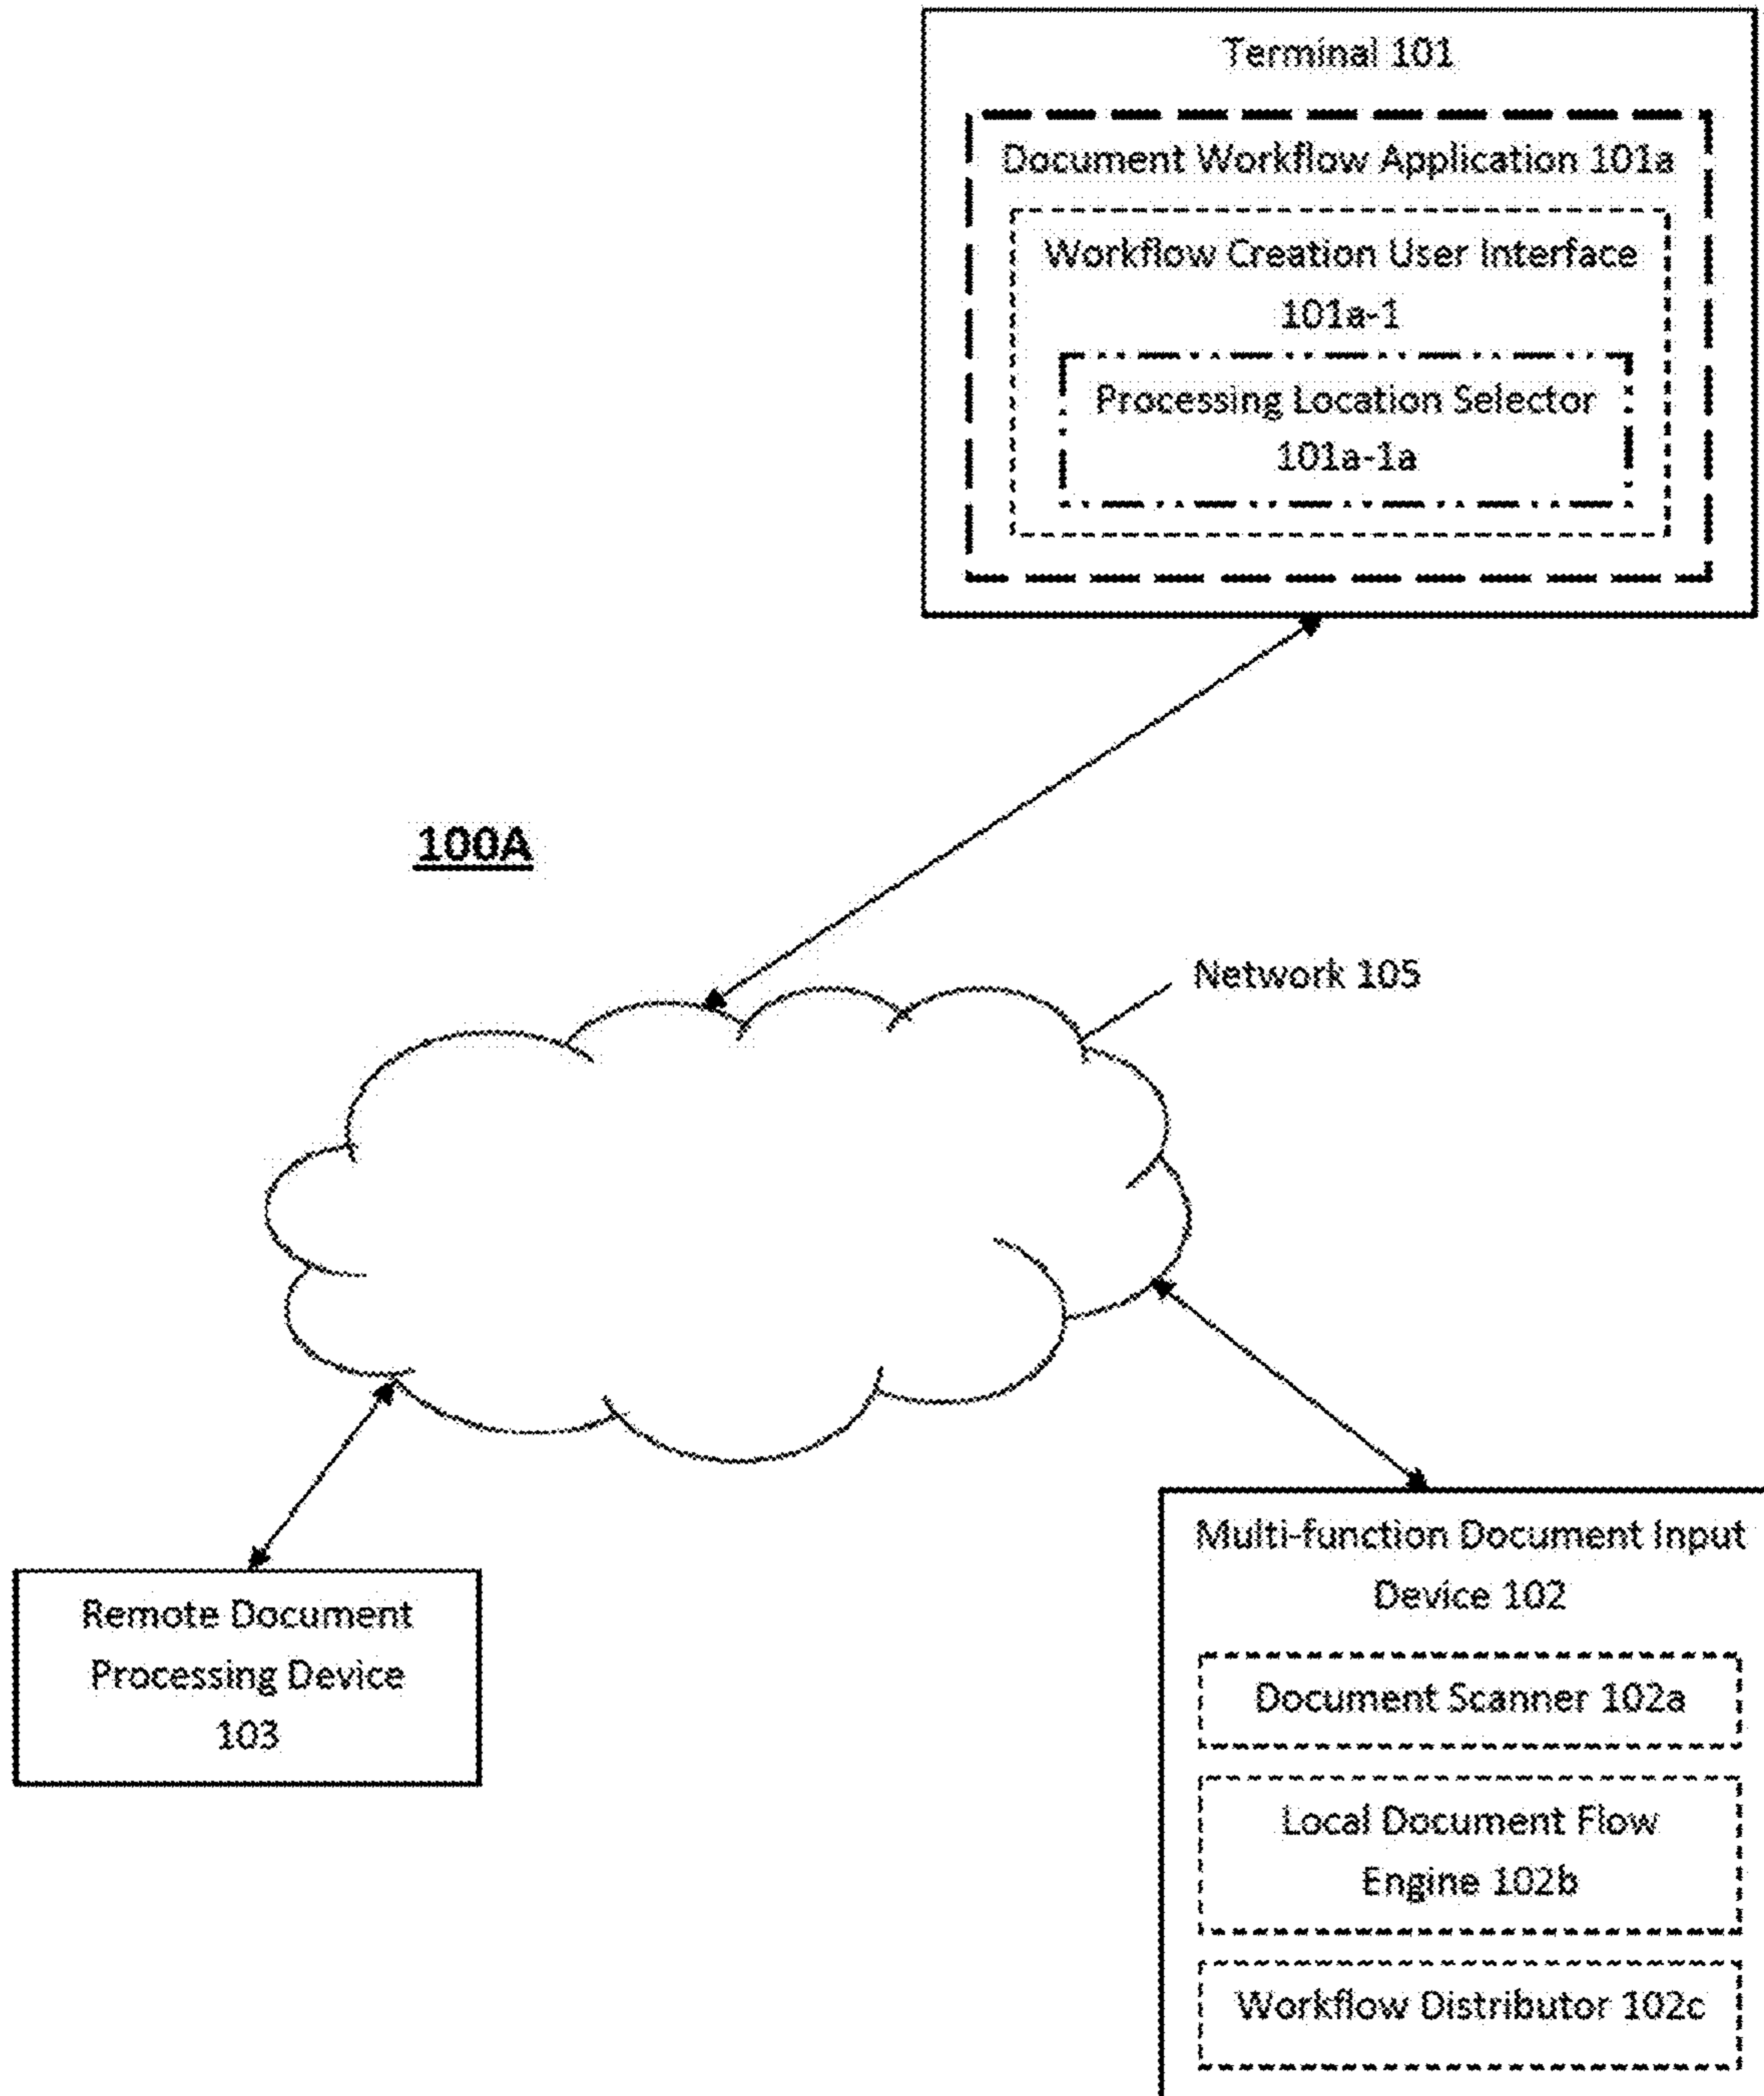 Terminal 101
Document Workflow Application 101a
Workflow Creation User Interface
101a-1
Processing Location Selector
101a-1a
100A
Network 105
Remote Document
Processing Device
103
Multi-function Document Input
Device 102
Document Scanner 102a
Local Document Flow
Engine 102b
Workflow Distributor 102c